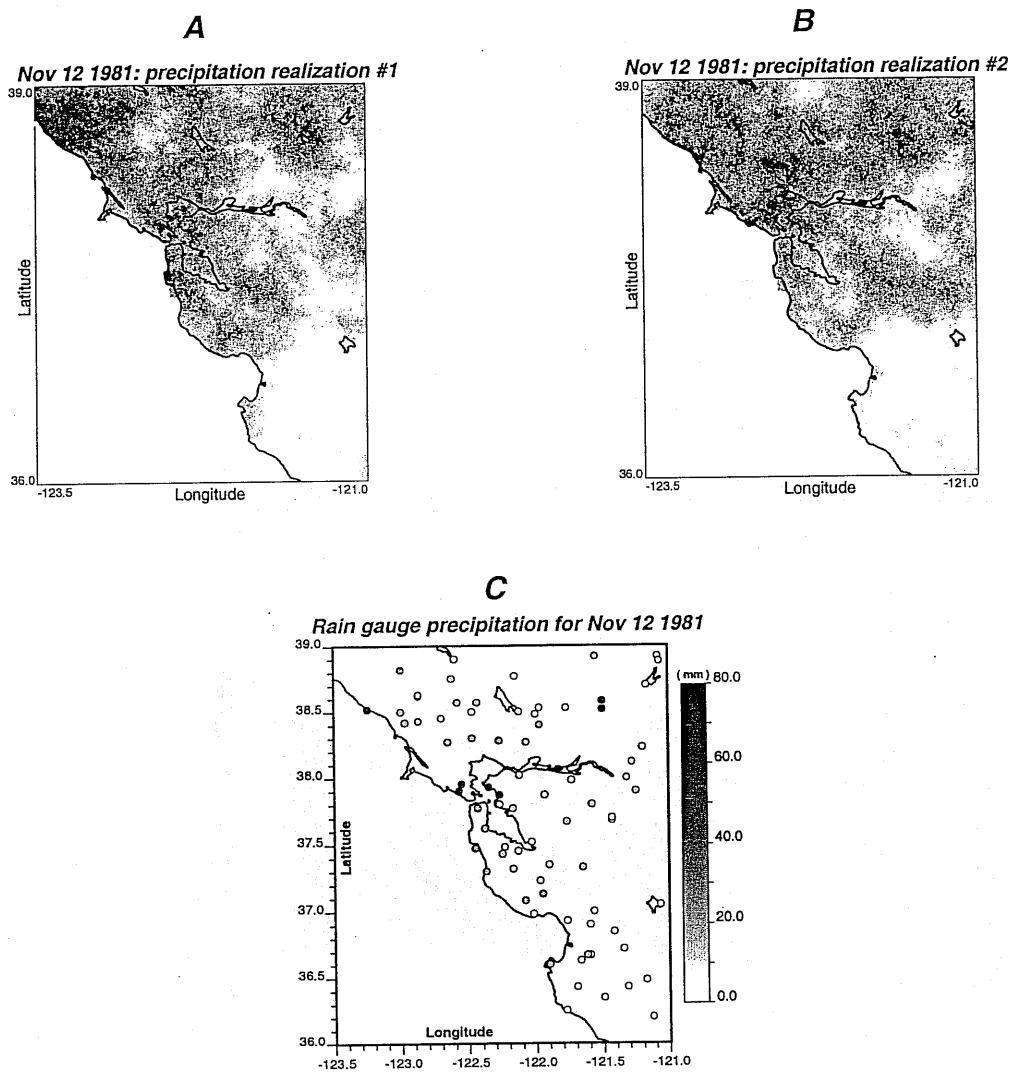 A
Nov 12 1981: precipitation realization #1
39.0
Latitude
36.0
-123.5
Longitude
-121.0
B
Nov 12 1981: precipitation realization #2
39.0
Latitude
36.0
-123.5
Longitude
-121.0
C
Rain gauge precipitation for Nov 12 1981
39.0
38.5
38.0
37.5
37.0
36.5
36.0
Latitude
Longitude
-123.5
-123.0
-122.5
-122.0
-121.5
-121.0
(mm)
80.0
60.0
40.0
20.0
0.0